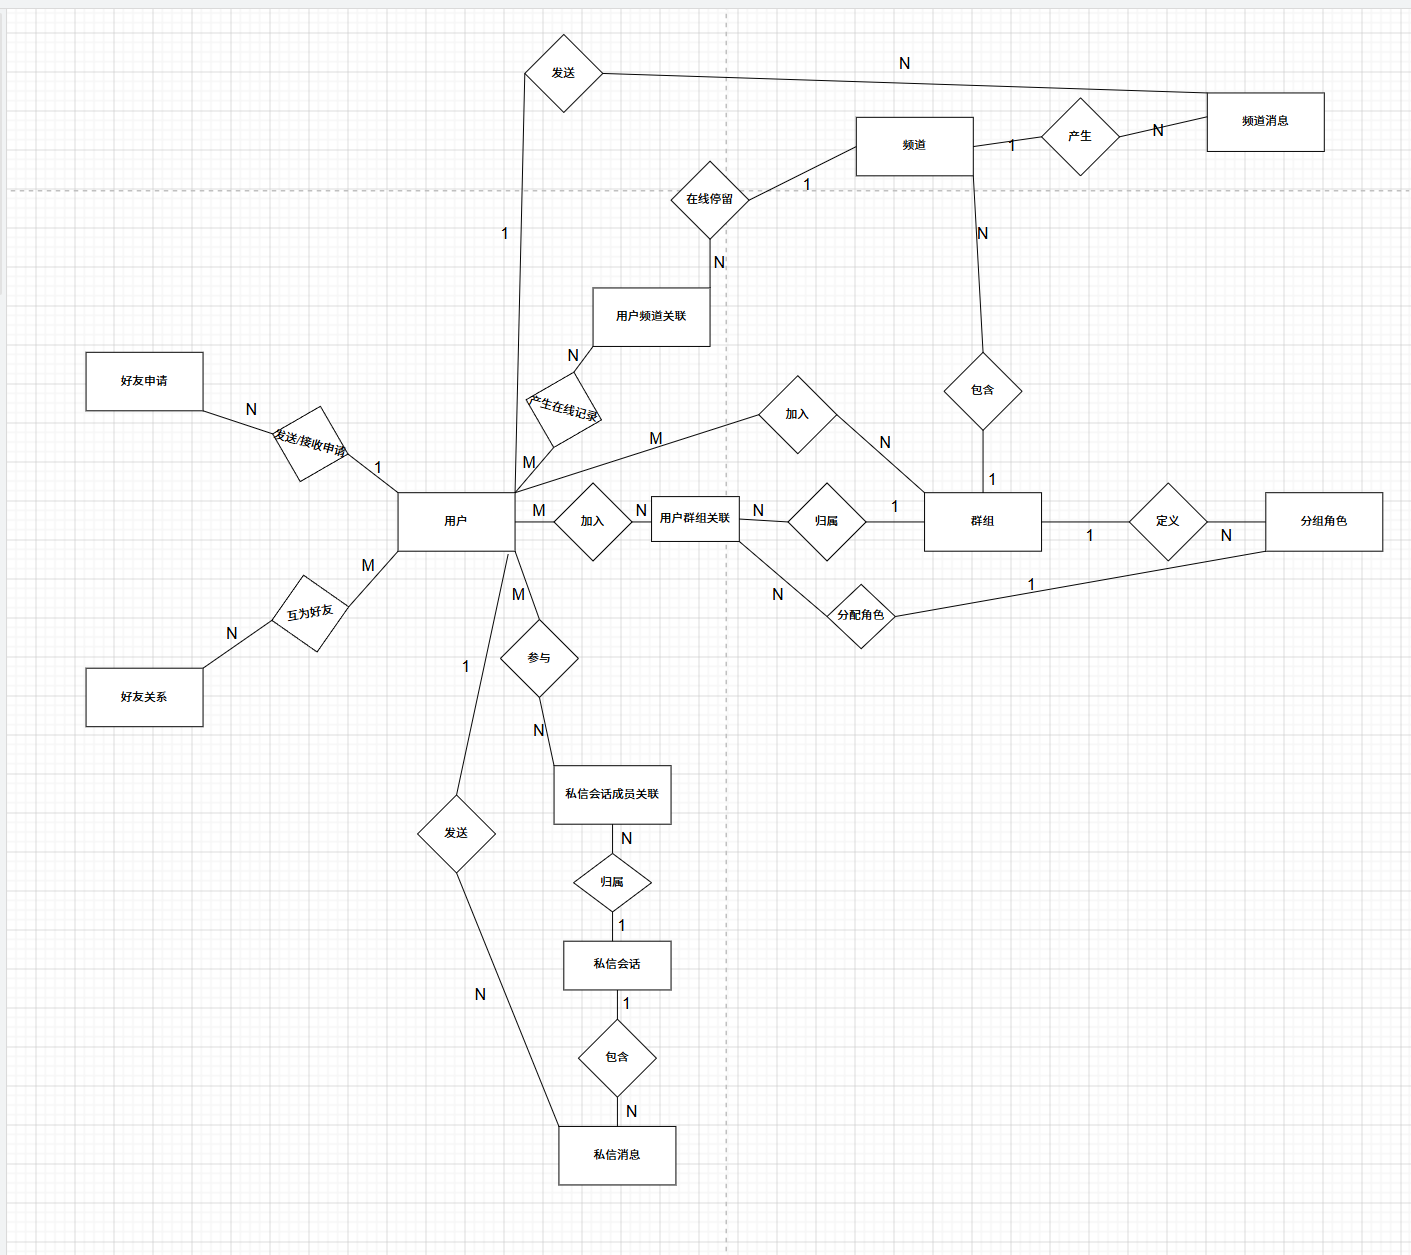 发送
N
频道消息
频道
1
产生
N
在线停留
1
1
N
N
用户频道关联
N
好友申请
产生在线记录
包含
N
发送/接收申请
1
M
加入
N
M
1
用户
M
加入
N
用户群组关联
N
归属
1
群组
1
定义
N
分组角色
M
互为好友
N
M
N
分配角色
1
好友关系
1
参与
N
私信会话成员关联
发送
N
归属
1
私信会话
N
1
包含
N
私信消息